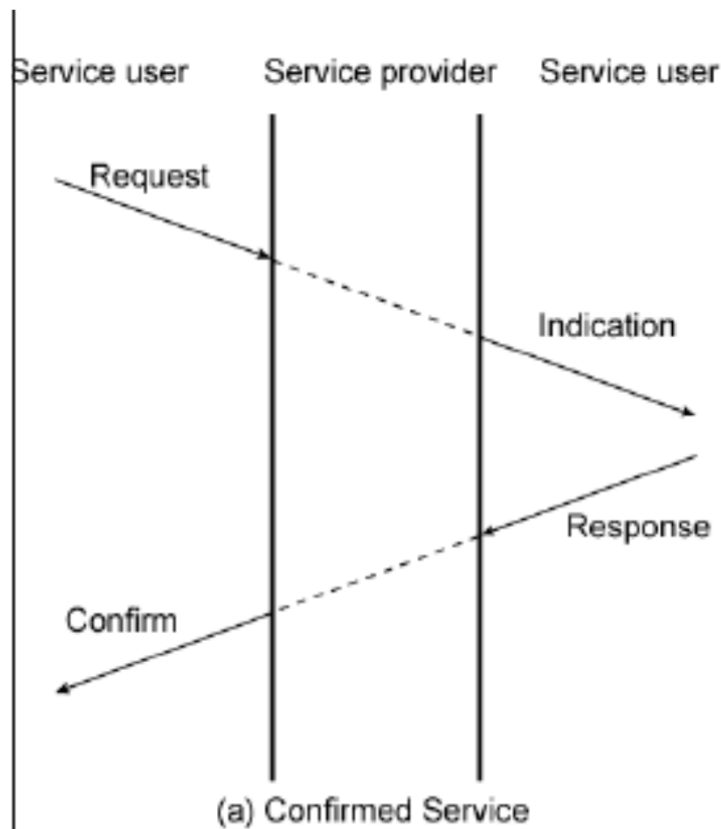 Service user Service provider Service user
Request
Indication
Response
Confirm
(a) Confirmed Service